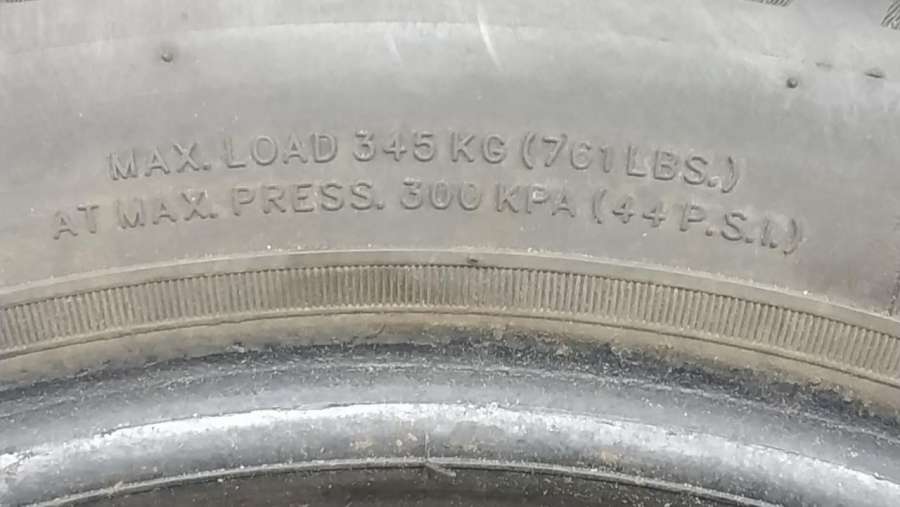 MAX. LOAD 345 KG (761 LBS.)
AT MAX. PRESS. 300 KPA (44 P.S.I.)